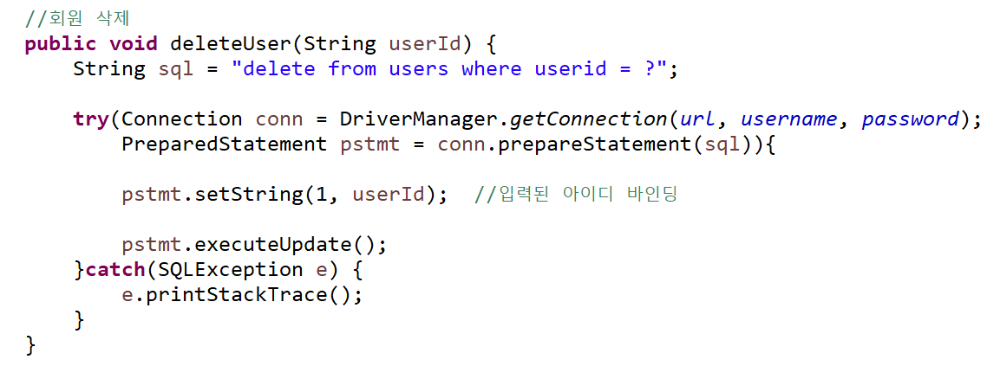 //회원 삭제
public void deleteUser(String userId) {
    String sql = "delete from users where userid = ?";
    try(Connection conn = DriverManager.getConnection(url, username, password);
        PreparedStatement pstmt = conn.prepareStatement(sql)){
        pstmt.setString(1, userId);  //입력된 아이디 바인딩
        pstmt.executeUpdate();
    }catch(SQLException e) {
        e.printStackTrace();
    }
}